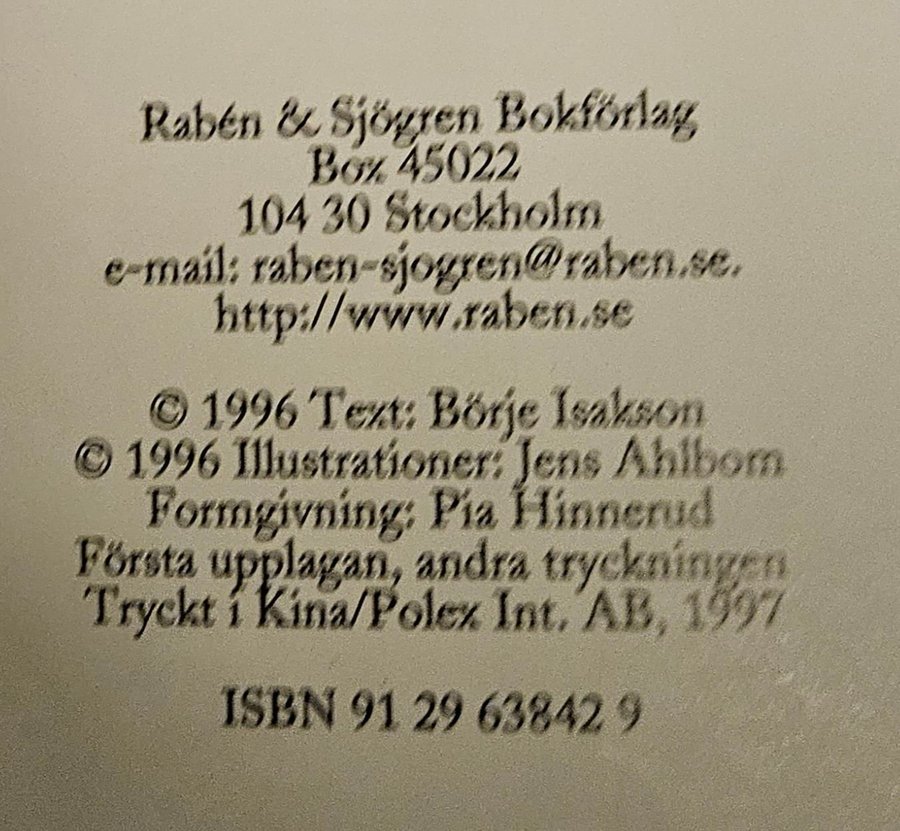 Rabén & Sjögren Bokförlag
Box 45022
104 30 Stockholm
e-mail: raben-sjogren@raben.se.
http://www.raben.se
© 1996 Text: Börje Isakson
© 1996 Illustrationer: Jens Ahlbom
Formgivning: Pia Hinnerud
Första upplagan, andra tryckningen
Tryckt i Kina/Polex Int. AB, 1997
ISBN 91 29 63842 9